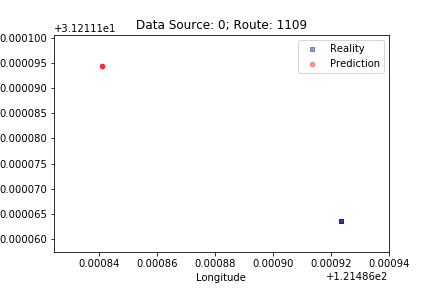 Data Source: 0; Route: 1109
+3.12111e1
0.000100
0.000095
0.000090
0.000085
0.000080
0.000075
0.000070
0.000065
0.000060
Reality
Prediction
0.00084 0.00086 0.00088 0.00090 0.00092 0.00094
Longitude
+1.21486e2